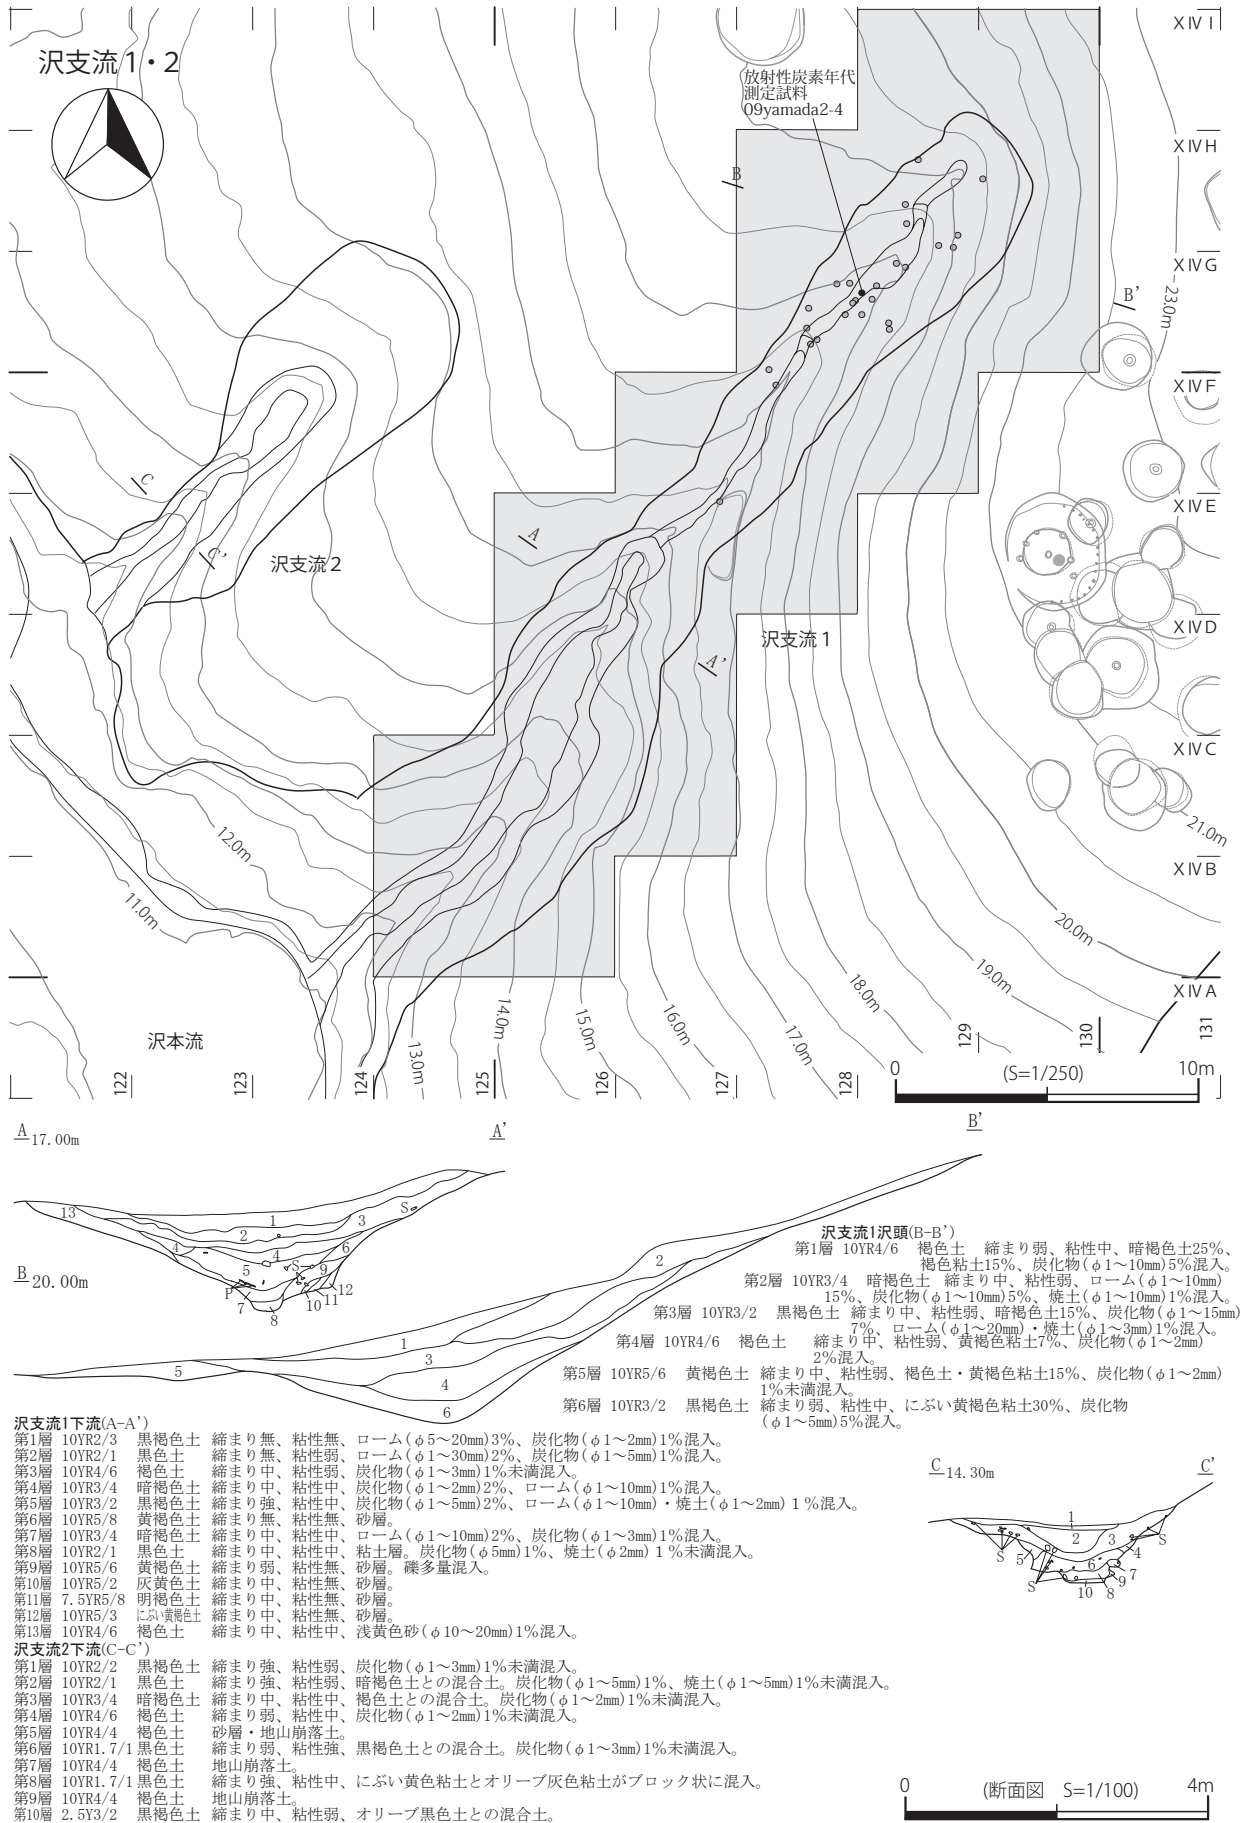 沢支流1・2
放射性炭素年代
測定試料
09yamada2-4
XIV I
XIV H
XIV G
XIV F
XIV E
XIV D
XIV C
XIV B
XIV A
B
B'
23.0m
C
C'
沢支流2
A
A'
沢支流1
12.0m
11.0m
21.0m
20.0m
19.0m
18.0m
17.0m
16.0m
15.0m
14.0m
13.0m
沢本流
122
123
124
125
126
127
128
129
130
131
0 (S=1/250) 10m
A 17.00m A'
13 1 2 3 S 4 4 6 5 S 9 P 7 8 10 11 12
B 20.00m B'
2 1 3 5 4 6
沢支流1沢頭(B-B')
第1層 10YR4/6 褐色土 締まり弱、粘性中、暗褐色土25%、
褐色粘土15%、炭化物(φ1〜10mm)5%混入。
第2層 10YR3/4 暗褐色土 締まり中、粘性弱、ローム(φ1〜10mm)
15%、炭化物(φ1〜10mm)5%、焼土(φ1〜10mm)1%混入。
第3層 10YR3/2 黒褐色土 締まり中、粘性弱、暗褐色土15%、炭化物(φ1〜15mm)
7%、ローム(φ1〜20mm)・焼土(φ1〜3mm)1%混入。
第4層 10YR4/6 褐色土 締まり中、粘性弱、黄褐色粘土7%、炭化物(φ1〜2mm)
2%混入。
第5層 10YR5/6 黄褐色土 締まり中、粘性弱、褐色土・黄褐色粘土15%、炭化物(φ1〜2mm)
1%未満混入。
第6層 10YR3/2 黒褐色土 締まり弱、粘性中、にぶい黄褐色粘土30%、炭化物
(φ1〜5mm)5%混入。
沢支流1下流(A-A')
第1層 10YR2/3 黒褐色土 締まり無、粘性無、ローム(φ5〜20mm)3%、炭化物(φ1〜2mm)1%混入。
第2層 10YR2/1 黒色土 締まり無、粘性弱、ローム(φ1〜30mm)2%、炭化物(φ1〜5mm)1%混入。
第3層 10YR4/6 褐色土 締まり中、粘性弱、炭化物(φ1〜3mm)1%未満混入。
第4層 10YR3/4 暗褐色土 締まり中、粘性中、炭化物(φ1〜2mm)2%、ローム(φ1〜10mm)1%混入。
第5層 10YR3/2 黒褐色土 締まり強、粘性中、炭化物(φ1〜5mm)2%、ローム(φ1〜10mm)・焼土(φ1〜2mm) 1%混入。
第6層 10YR5/8 黄褐色土 締まり無、粘性無、砂層。
第7層 10YR3/4 暗褐色土 締まり中、粘性中、ローム(φ1〜10mm)2%、炭化物(φ1〜3mm)1%混入。
第8層 10YR2/1 黒色土 締まり中、粘性中、粘土層。炭化物(φ5mm)1%、焼土(φ2mm) 1%未満混入。
第9層 10YR5/6 黄褐色土 締まり弱、粘性無、砂層。礫多量混入。
第10層 10YR5/2 灰黄色土 締まり中、粘性無、砂層。
第11層 7.5YR5/8 明褐色土 締まり中、粘性無、砂層。
第12層 10YR5/3 にぶい黄褐色土 締まり中、粘性無、砂層。
第13層 10YR4/6 褐色土 締まり中、粘性中、浅黄色砂(φ10〜20mm)1%混入。
沢支流2下流(C-C')
第1層 10YR2/2 黒褐色土 締まり強、粘性弱、炭化物(φ1〜3mm)1%未満混入。
第2層 10YR2/1 黒色土 締まり強、粘性弱、暗褐色土との混合土。炭化物(φ1〜5mm)1%、焼土(φ1〜5mm)1%未満混入。
第3層 10YR3/4 暗褐色土 締まり中、粘性中、褐色土との混合土。炭化物(φ1〜2mm)1%未満混入。
第4層 10YR4/6 褐色土 締まり弱、粘性中、炭化物(φ1〜2mm)1%未満混入。
第5層 10YR4/4 褐色土 砂層・地山崩落土。
第6層 10YR1.7/1 黒色土 締まり弱、粘性強、黒褐色土との混合土。炭化物(φ1〜3mm)1%未満混入。
第7層 10YR4/4 褐色土 地山崩落土。
第8層 10YR1.7/1 黒色土 締まり強、粘性中、にぶい黄色粘土とオリーブ灰色粘土がブロック状に混入。
第9層 10YR4/4 褐色土 地山崩落土。
第10層 2.5Y3/2 黒褐色土 締まり中、粘性弱、オリーブ黒色土との混合土。
C 14.30m C'
1 2 3 S 4 S 5 6 7 S 9 10 8
0 (断面図 S=1/100) 4m